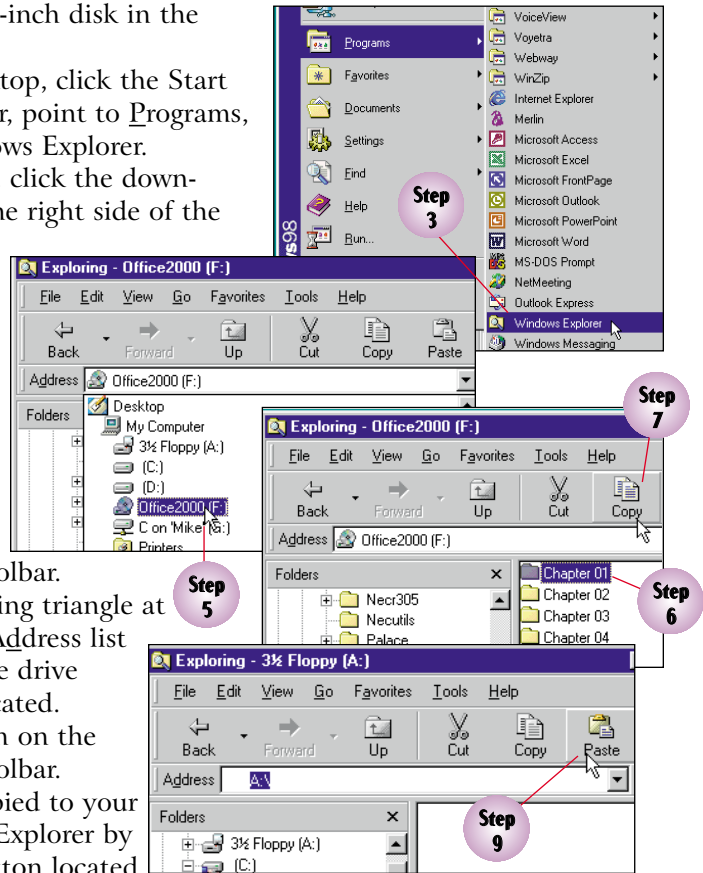 -inch disk in the
top, click the Start
r, point to Programs,
ows Explorer.
, click the down-
he right side of the
Programs
Favorites
Documents
Settings
Find
Help
Run...
ws98
VoiceView
Voyetra
Webway
WinZip
Internet Explorer
Merlin
Microsoft Access
Microsoft Excel
Microsoft FrontPage
Microsoft Outlook
Microsoft PowerPoint
Microsoft Word
MS-DOS Prompt
NetMeeting
Outlook Express
Windows Explorer
Windows Messaging
Step
3
Exploring - Office2000 (F:)
File Edit View Go Favorites Tools Help
Back Forward Up Cut Copy Paste
Address Office2000 (F:)
Folders
Desktop
My Computer
3½ Floppy (A:)
(C:)
(D:)
Office2000 (F:)
C on 'Mike' (G:)
Printers
Step
5
Exploring - Office2000 (F:)
File Edit View Go Favorites Tools Help
Back Forward Up Cut Copy
Address Office2000 (F:)
Folders x
Necr305
Necutils
Palace
Chapter 01
Chapter 02
Chapter 03
Chapter 04
Step
7
Step
6
olbar.
ing triangle at
Address list
e drive
cated.
n on the
olbar.
pied to your
Explorer by
ton located
Exploring - 3½ Floppy (A:)
File Edit View Go Favorites Tools Help
Back Forward Up Cut Copy Paste
Address A:\
Folders x
3½ Floppy (A:)
(C:)
Step
9